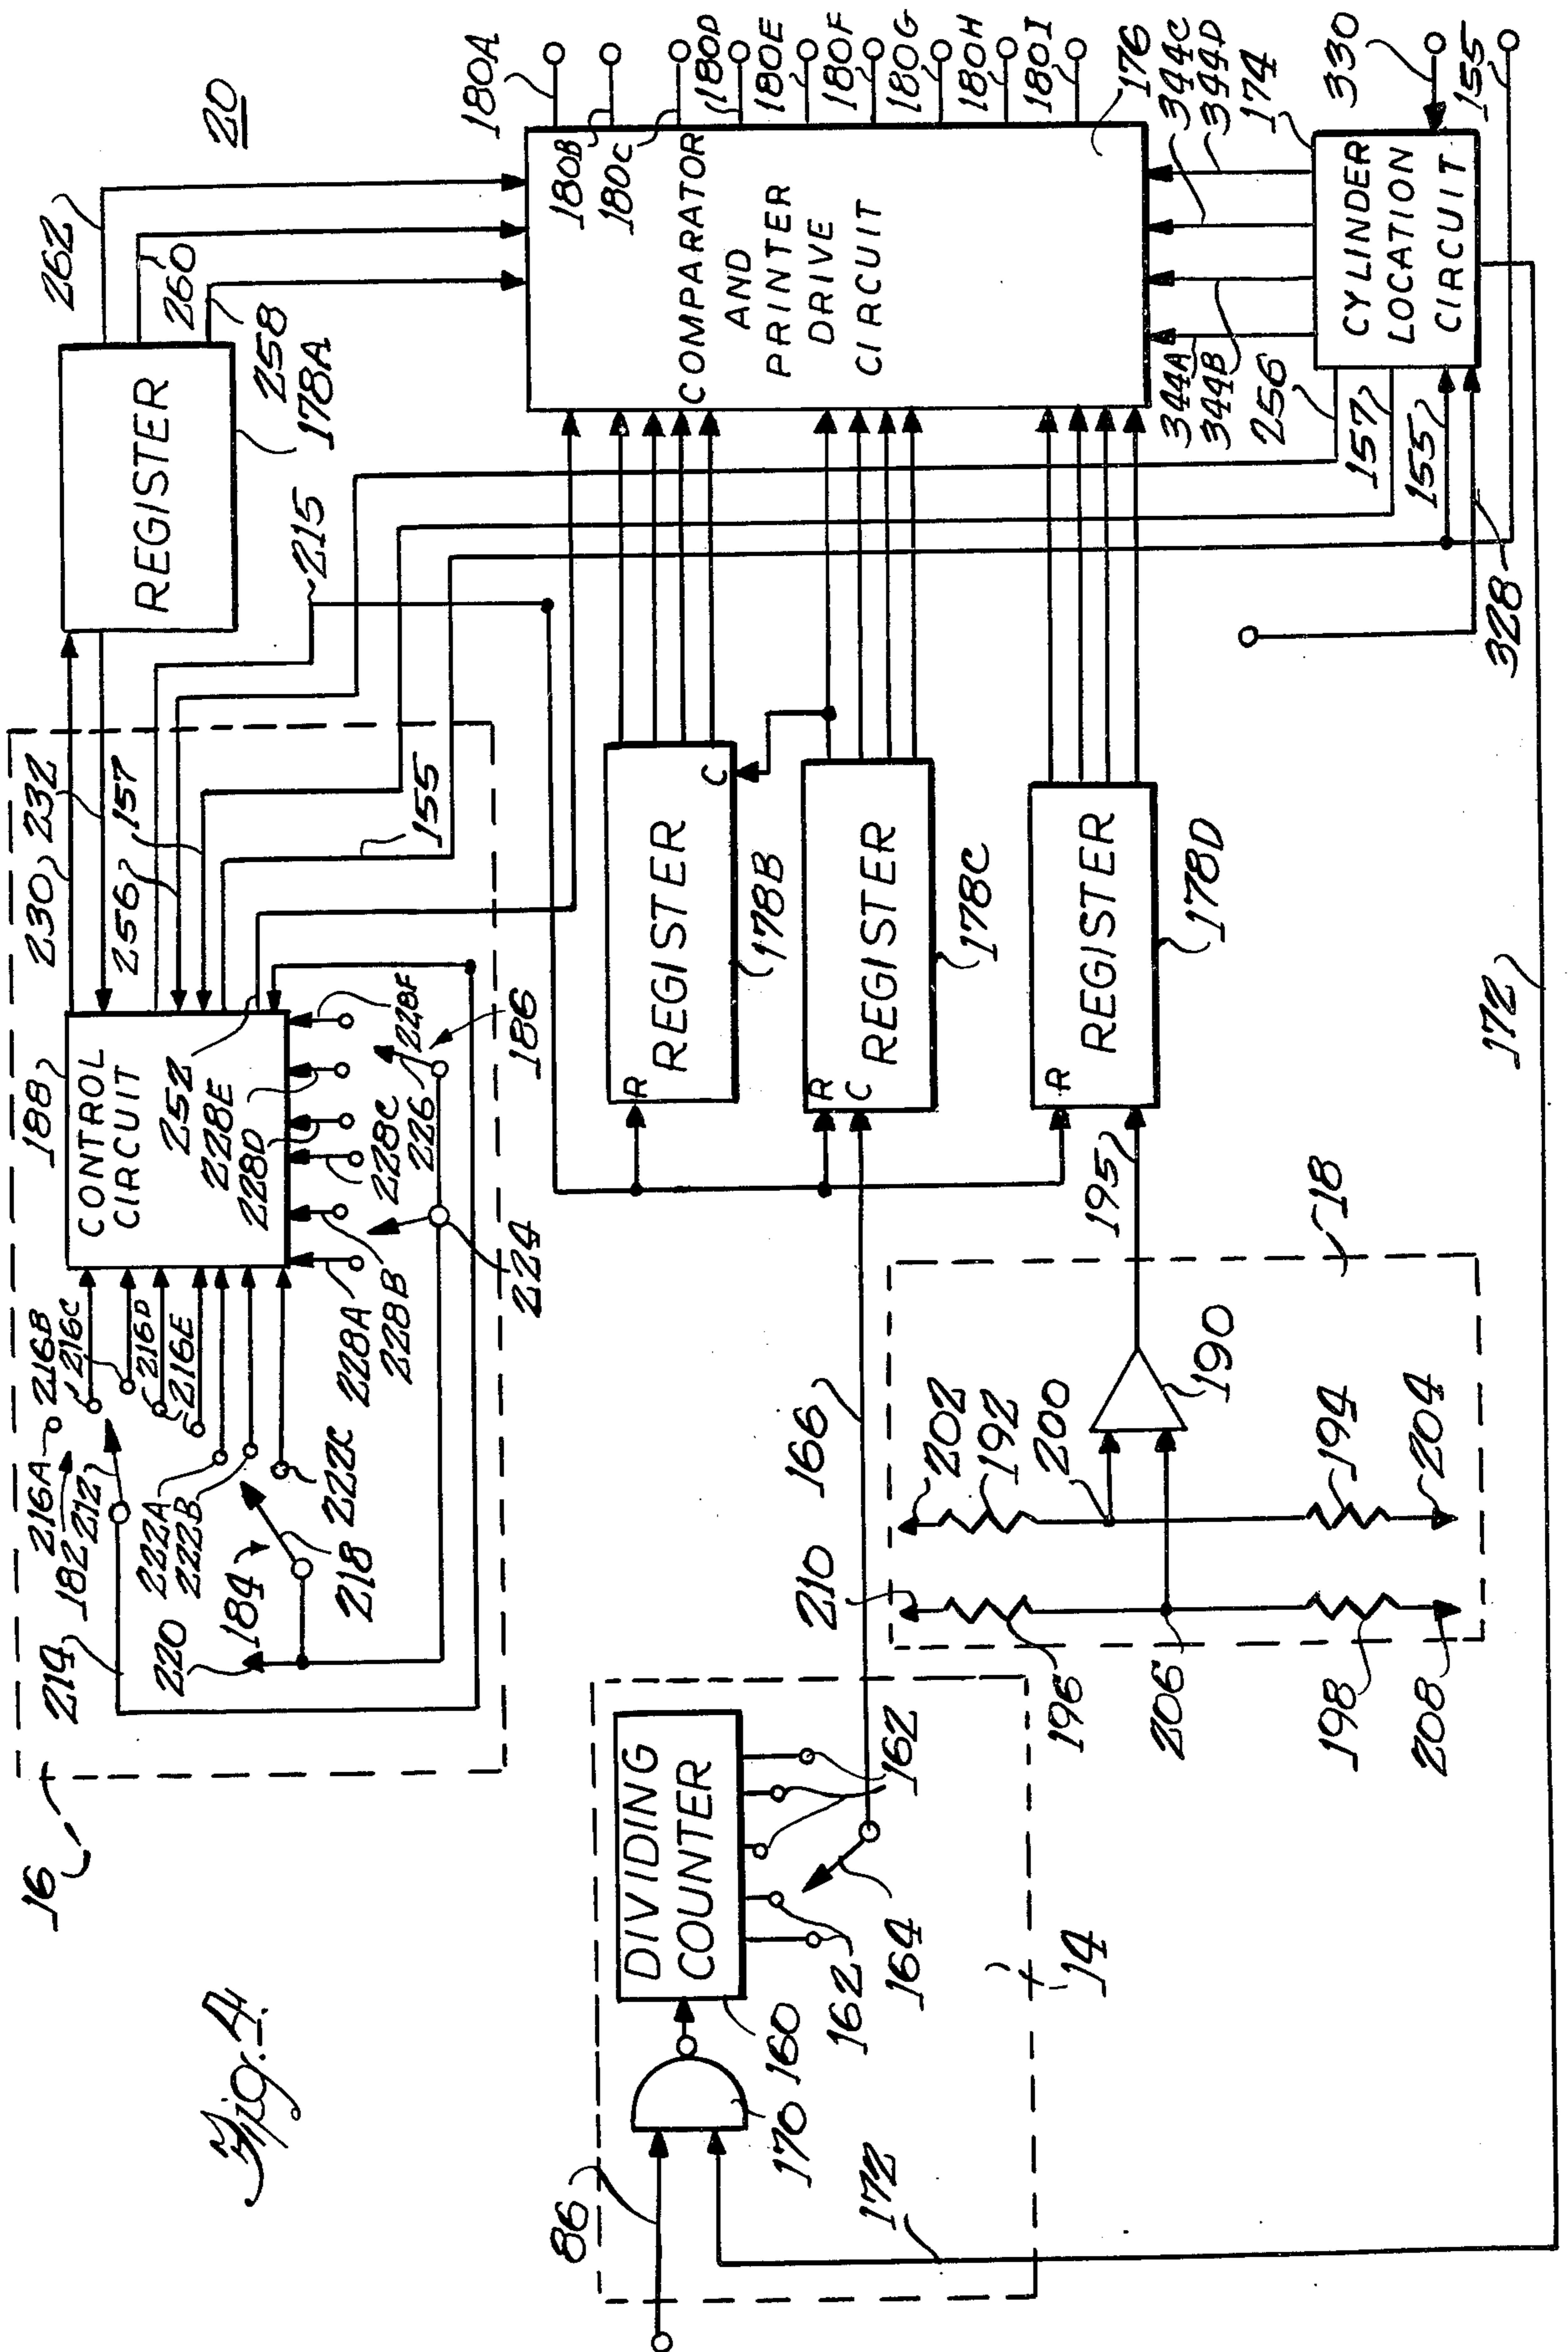 Fig. 4.
20
16
214
182
216A
216B
216C
216D
216E
212
222A
222B
222C
220
184
218
188
CONTROL
CIRCUIT
252
228E
228D
228F
228C
226
186
228A
228B
224
230
232
256
157
155
215
REGISTER
262
260
258
178A
180A
180B
180C
180D
180E
180F
180G
180H
180I
COMPARATOR
AND
PRINTER
DRIVE
CIRCUIT
176
344C
344D
174
344A
344B
256
157
155
330
155
CYLINDER
LOCATION
CIRCUIT
328
R
REGISTER
C
178B
R
C
REGISTER
178C
R
REGISTER
178D
195
18
166
210
202
192
200
190
194
204
196
206
198
208
DIVIDING
COUNTER
162
162
164
160
170
14
86
172
172